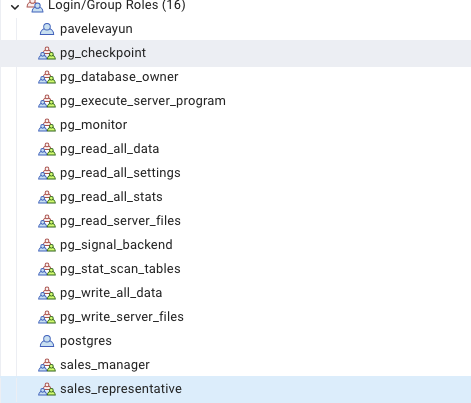 Login/Group Roles (16)
pavelevayun
pg_checkpoint
pg_database_owner
pg_execute_server_program
pg_monitor
pg_read_all_data
pg_read_all_settings
pg_read_all_stats
pg_read_server_files
pg_signal_backend
pg_stat_scan_tables
pg_write_all_data
pg_write_server_files
postgres
sales_manager
sales_representative